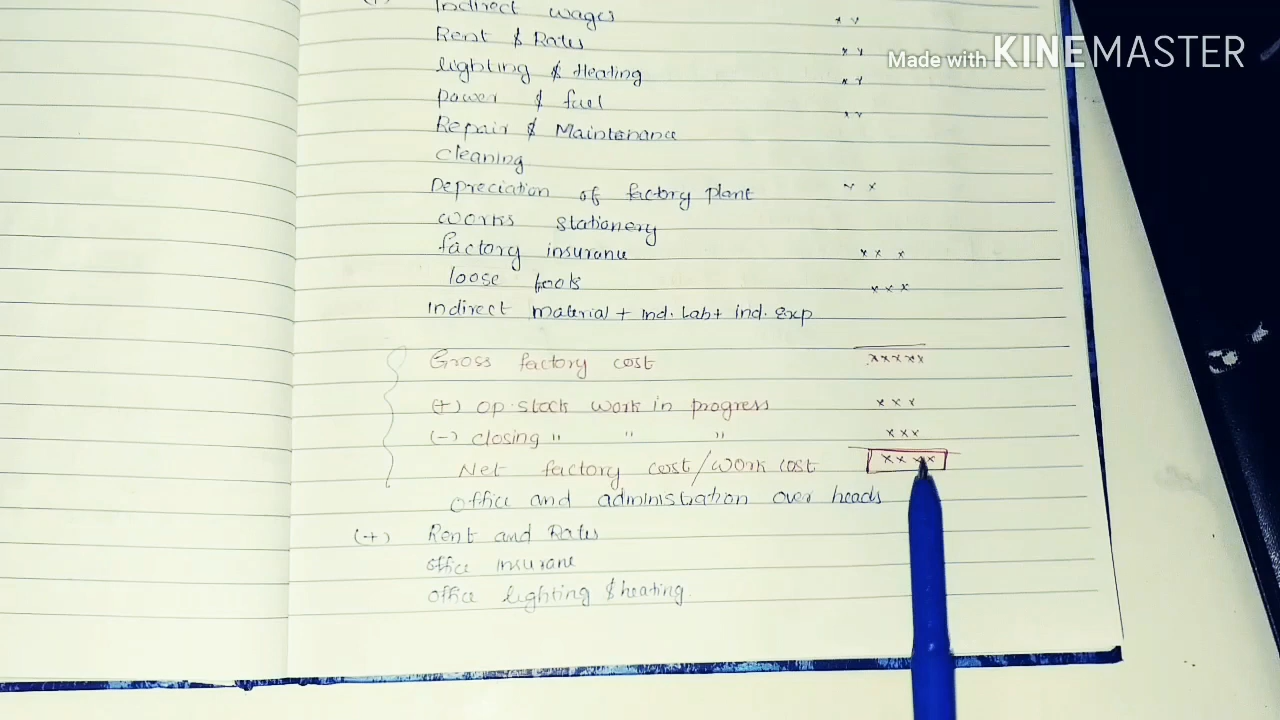 (+) Indirect wages x x
Made with KINEMASTER
Rent & Rates x x
lighting & Heating x x
power & fuel x x
Repair & Maintenance
cleaning
Depreciation of factory plant x x
works stationery
factory insurance x x x
loose tools x x x
Indirect material + ind. Lab + ind. Exp
Gross factory cost x x x x x
(+) op. stock work in progress x x x
(-) closing " " " x x x
Net factory cost/work cost x x x x
office and administration over heads
(+) Rent and Rates
office insurane
office lighting & heating.